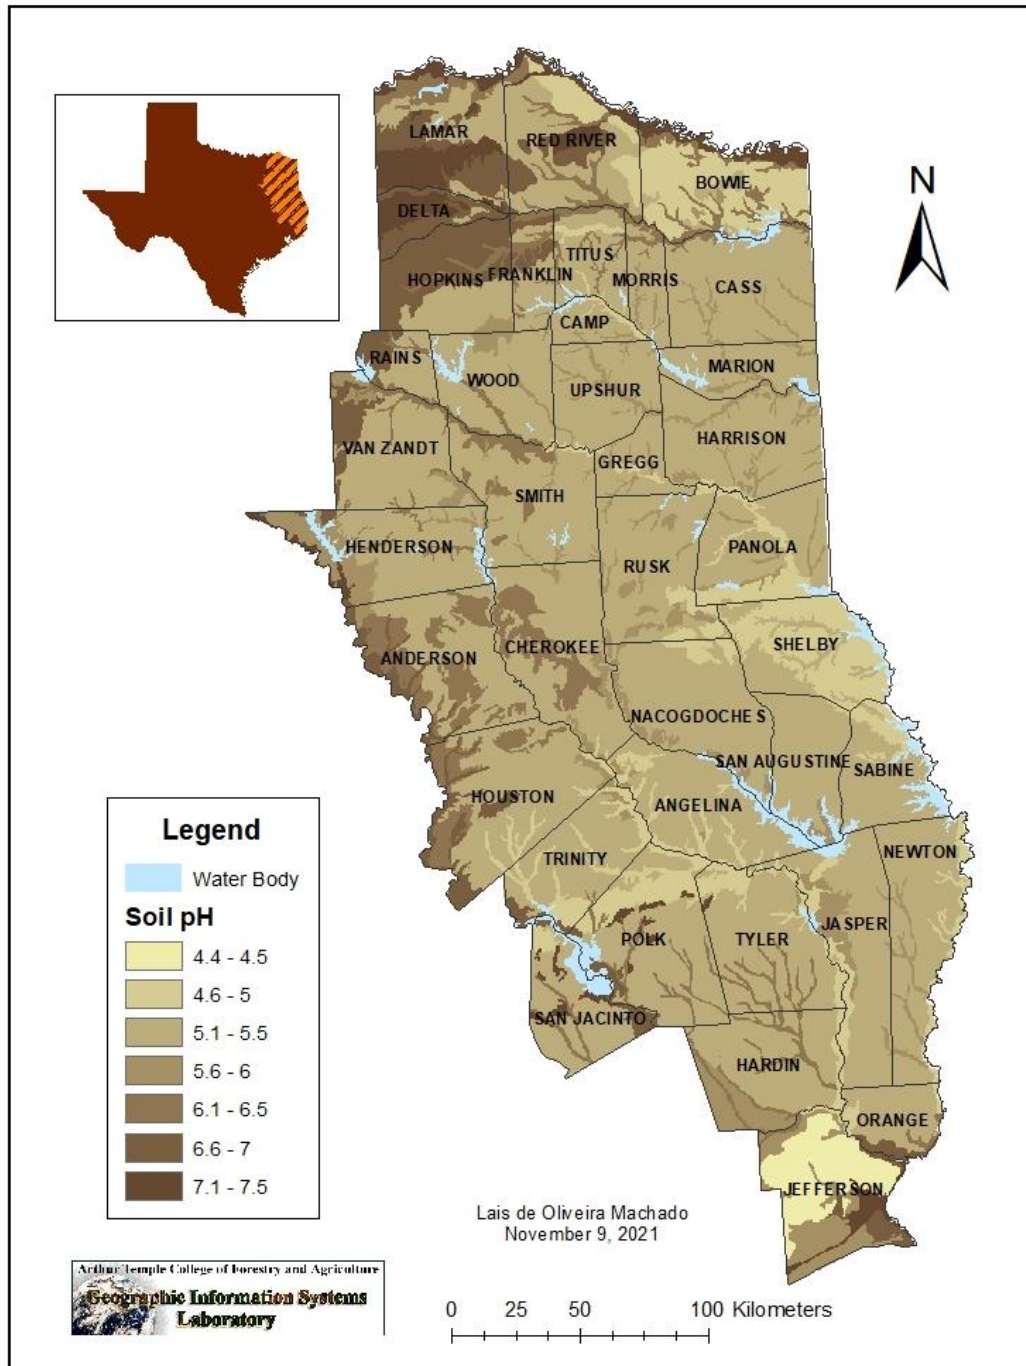 LAMAR
RED RIVER
BOWIE
N
DELTA
TITUS
HOPKINS
FRANKLIN
MORRIS
CASS
CAMP
RAINS
WOOD
MARION
UPSHUR
VAN ZANDT
HARRISON
GREGG
SMITH
HENDERSON
PANOLA
RUSK
SHELBY
CHEROKEE
ANDERSON
NACOGDOCHES
SAN AUGUSTINE
SABINE
HOUSTON
ANGELINA
NEWTON
TRINITY
JASPER
POLK
TYLER
SAN JACINTO
HARDIN
ORANGE
JEFFERSON
Legend
Water Body
Soil pH
4.4 - 4.5
4.6 - 5
5.1 - 5.5
5.6 - 6
6.1 - 6.5
6.6 - 7
7.1 - 7.5
Lais de Oliveira Machado
November 9, 2021
Arthur Temple College of Forestry and Agriculture
Geographic Information Systems
Laboratory
0 25 50 100 Kilometers